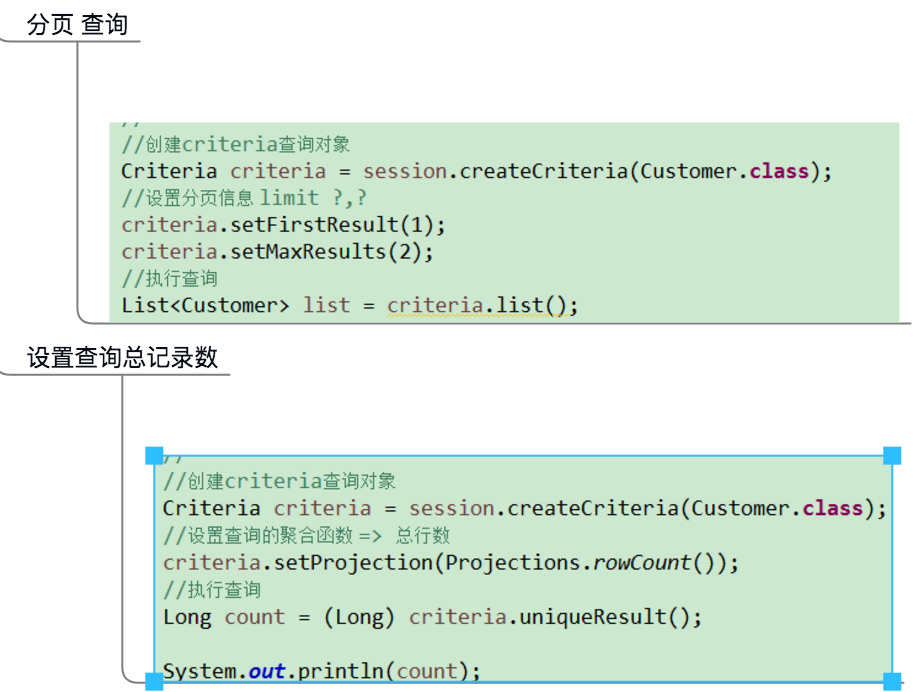 分页 查询
//
//创建criteria查询对象
Criteria criteria = session.createCriteria(Customer.class);
//设置分页信息 limit ?,?
criteria.setFirstResult(1);
criteria.setMaxResults(2);
//执行查询
List<Customer> list = criteria.list();
设置查询总记录数
//
//创建criteria查询对象
Criteria criteria = session.createCriteria(Customer.class);
//设置查询的聚合函数 => 总行数
criteria.setProjection(Projections.rowCount());
//执行查询
Long count = (Long) criteria.uniqueResult();
System.out.println(count);